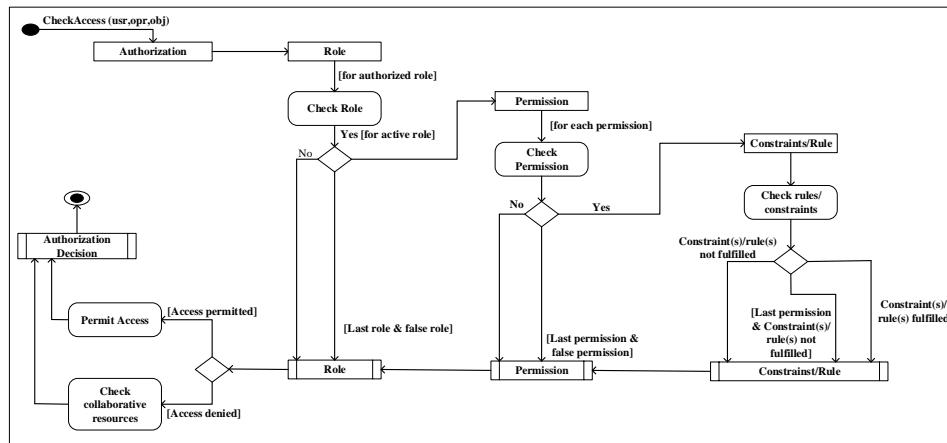 CheckAccess (usr,opr,obj)
Authorization
Role
[for authorized role]
Check Role
Yes [for active role]
No
Permission
[for each permission]
Check
Permission
No
Yes
Constraints/Rule
Check rules/
constraints
Constraint(s)/rule(s)
not fulfilled
Constraint(s)/
rule(s) fulfilled
[Last permission
& Constraint(s)/
rule(s) not
fulfilled]
Authorization
Decision
Permit Access
[Access permitted]
[Last role & false role]
[Last permission &
false permission]
Check
collaborative
resources
[Access denied]
Role
Permission
Constrainst/Rule